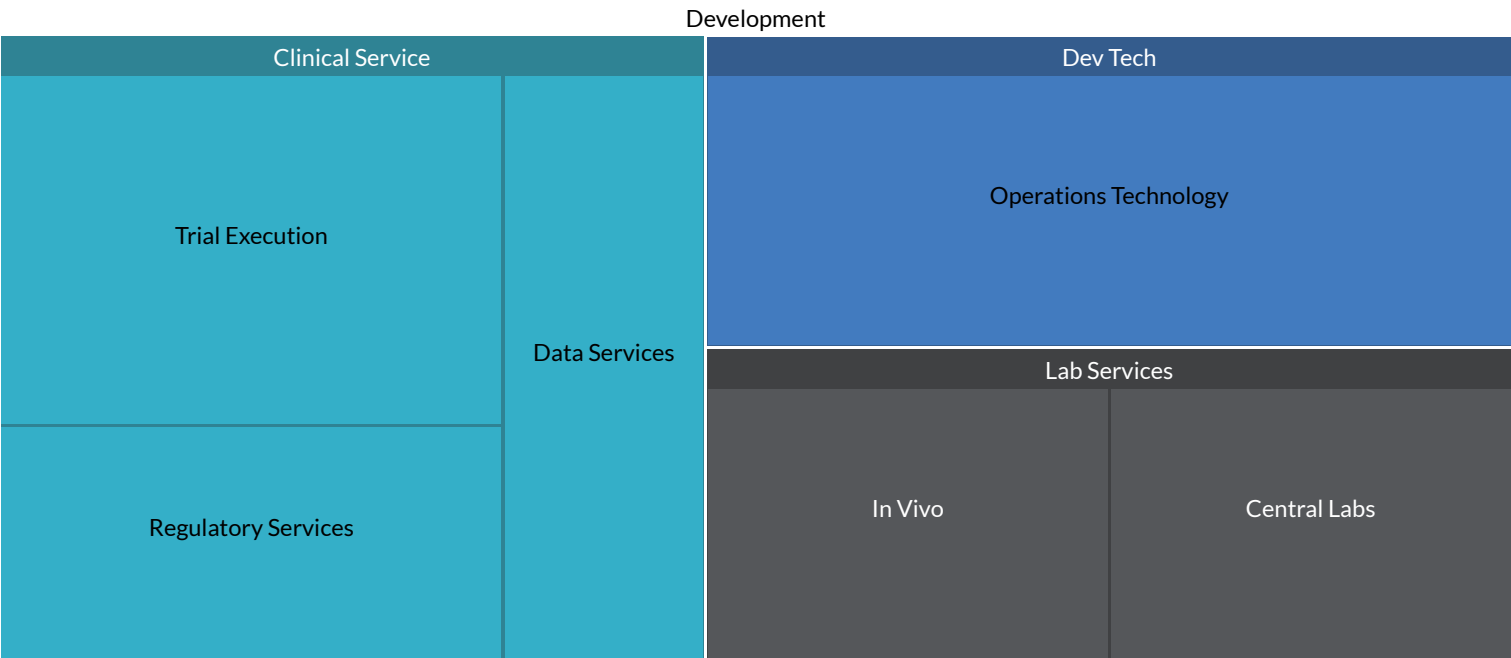 Development
Clinical Service
Trial Execution
Regulatory Services
Data Services
Dev Tech
Operations Technology
Lab Services
In Vivo
Central Labs